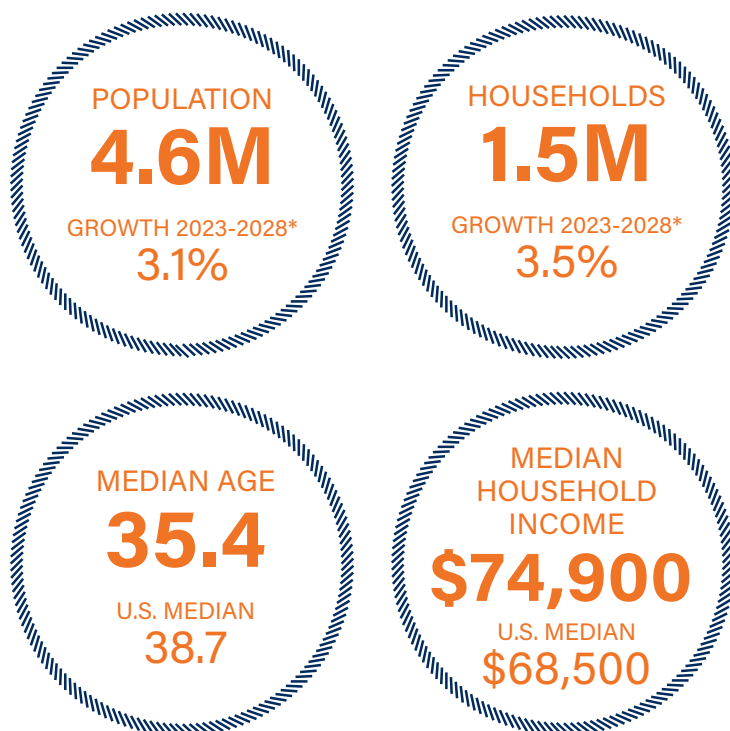 POPULATION
4.6M
GROWTH 2023-2028*
3.1%
HOUSEHOLDS
1.5M
GROWTH 2023-2028*
3.5%
MEDIAN AGE
35.4
U.S. MEDIAN
38.7
MEDIAN
HOUSEHOLD
INCOME
$74,900
U.S. MEDIAN
$68,500